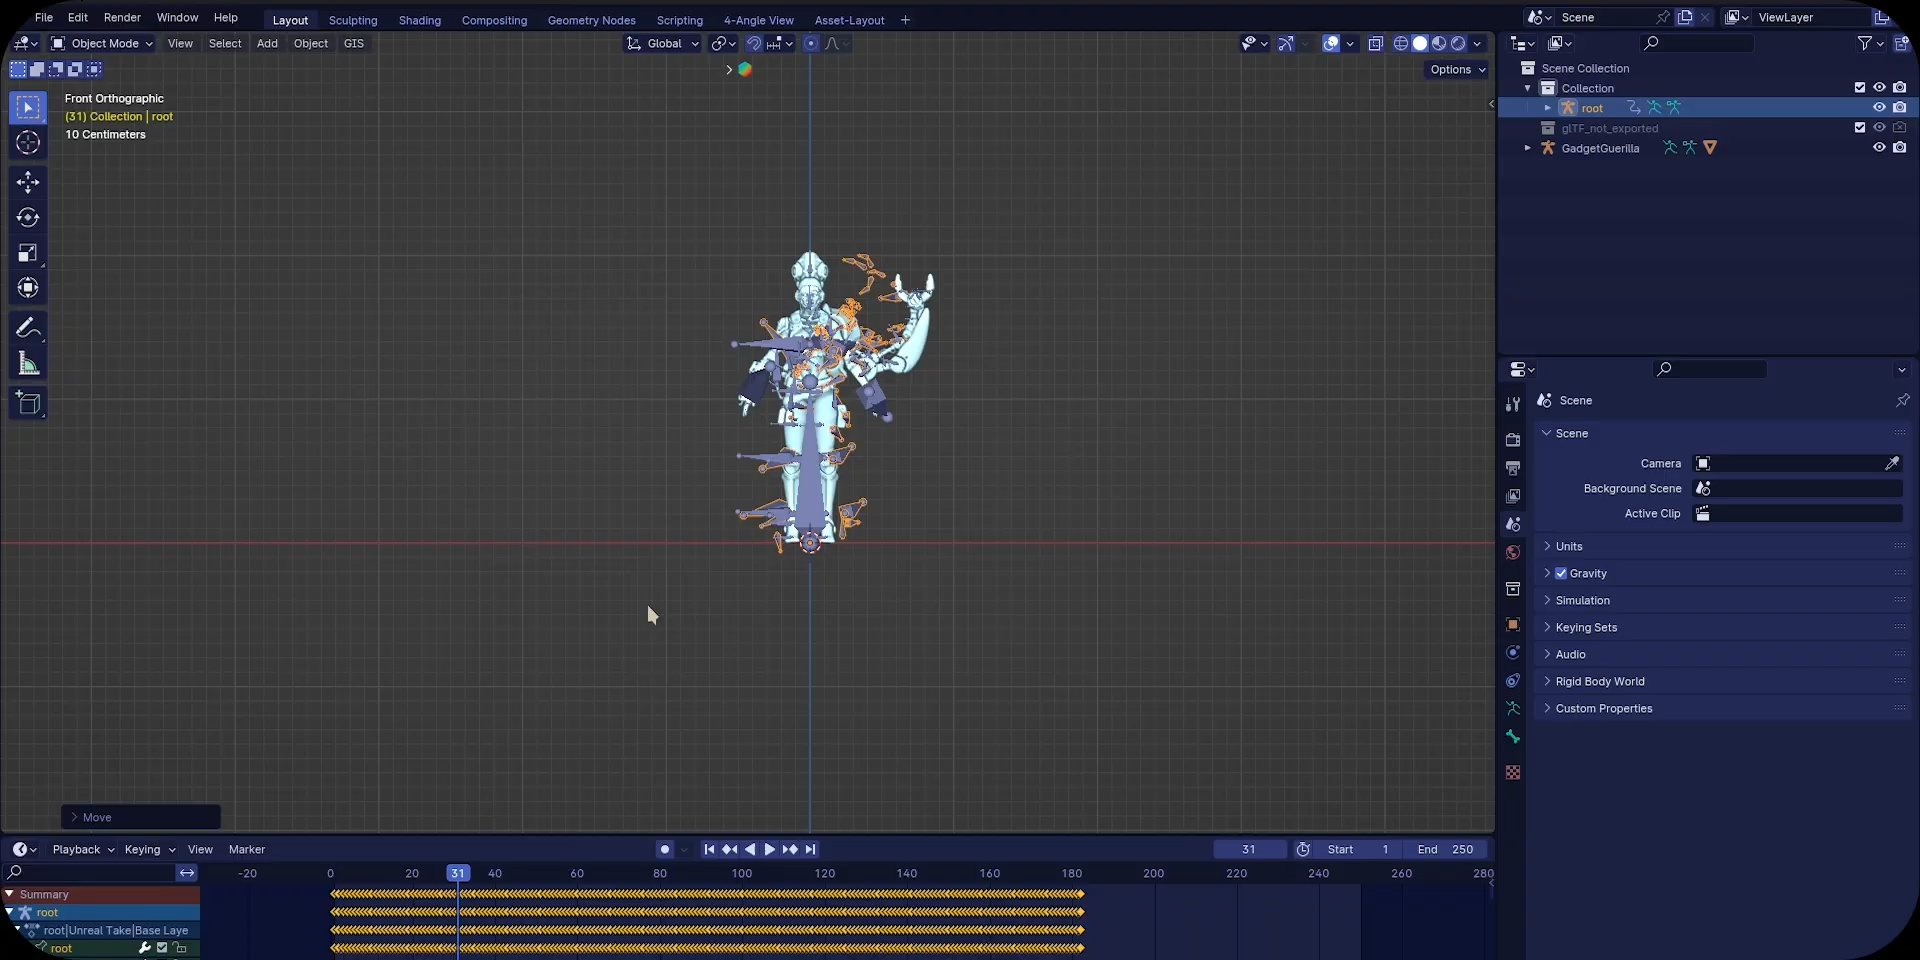 File Edit Render Window Help Layout Sculpting Shading Texture Compositing Geometry Nodes Scripting 4-Angle View Asset-Layout + Scene ViewLayer
Object Mode View Select Add Object GIS Global
Options
Front Orthographic
(31) Collection | root
10 Centimeters
Scene Collection
Collection
root
glTF_not_exported
GadgetGuerilla
Scene
Scene
Camera
Background Scene
Active Clip
Units
Gravity
Simulation
Keying Sets
Audio
Rigid Body World
Custom Properties
Move
Playback Keying View Marker 31 Start 1 End 250
-20 0 20 31 40 60 80 100 120 140 160 180 200 220 240 260 280
Summary
root
root|Unreal Take|Base Laye
root